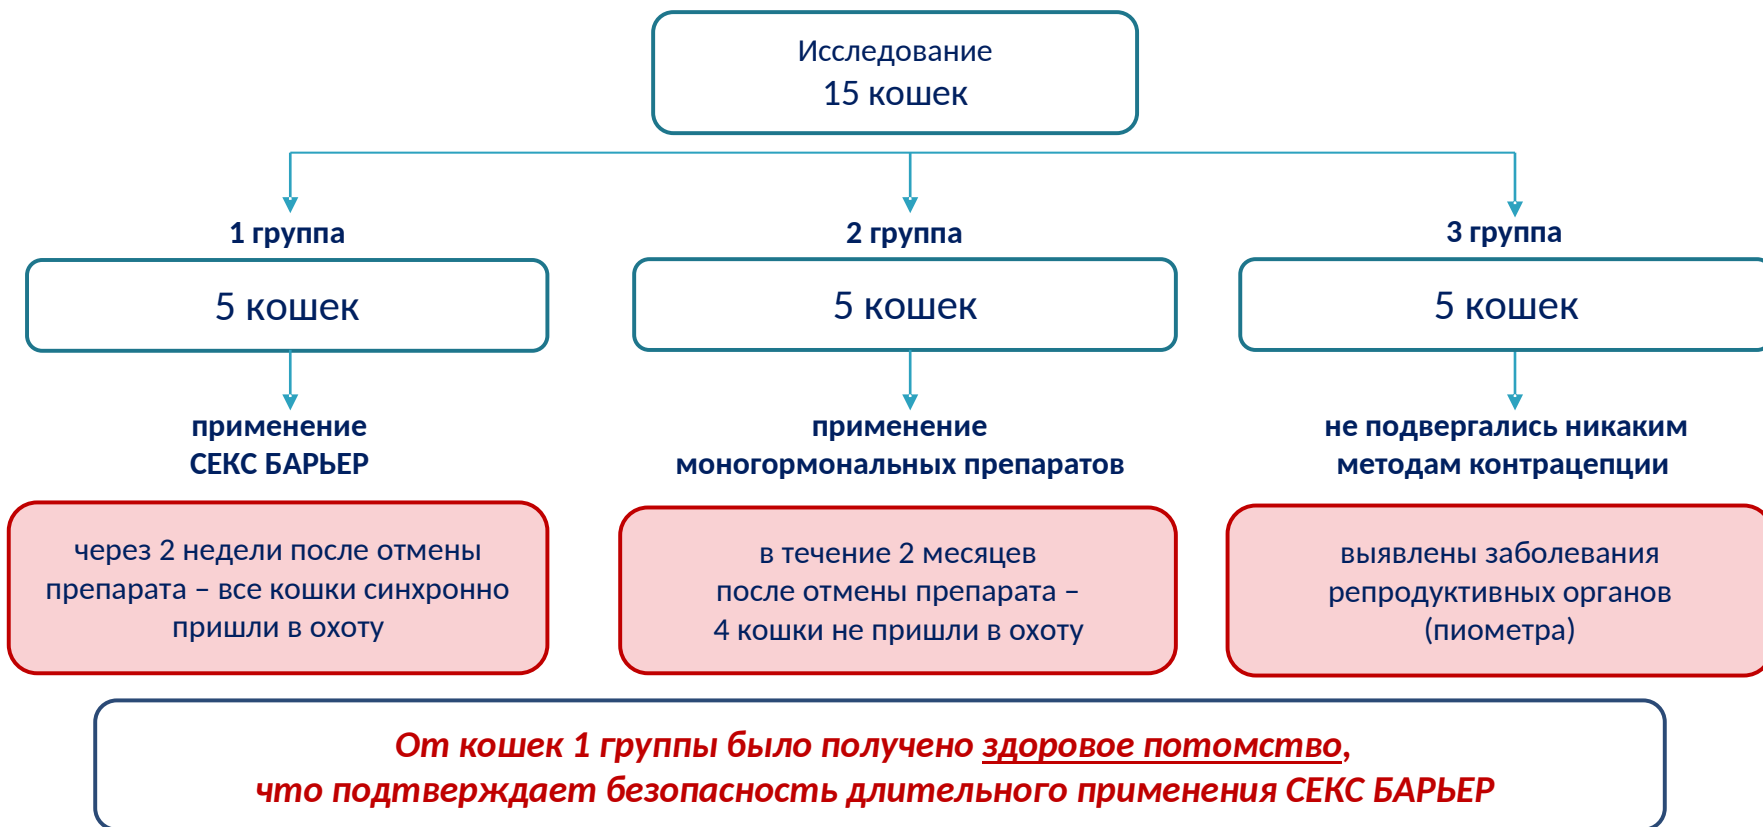 Исследование
15 кошек
1 группа
2 группа
3 группа
5 кошек
5 кошек
5 кошек
применение
СЕКС БАРЬЕР
применение
моногормональных препаратов
не подвергались никаким
методам контрацепции
через 2 недели после отмены
препарата – все кошки синхронно
пришли в охоту
в течение 2 месяцев
после отмены препарата –
4 кошки не пришли в охоту
выявлены заболевания
репродуктивных органов
(пиометра)
От кошек 1 группы было получено здоровое потомство,
что подтверждает безопасность длительного применения СЕКС БАРЬЕР